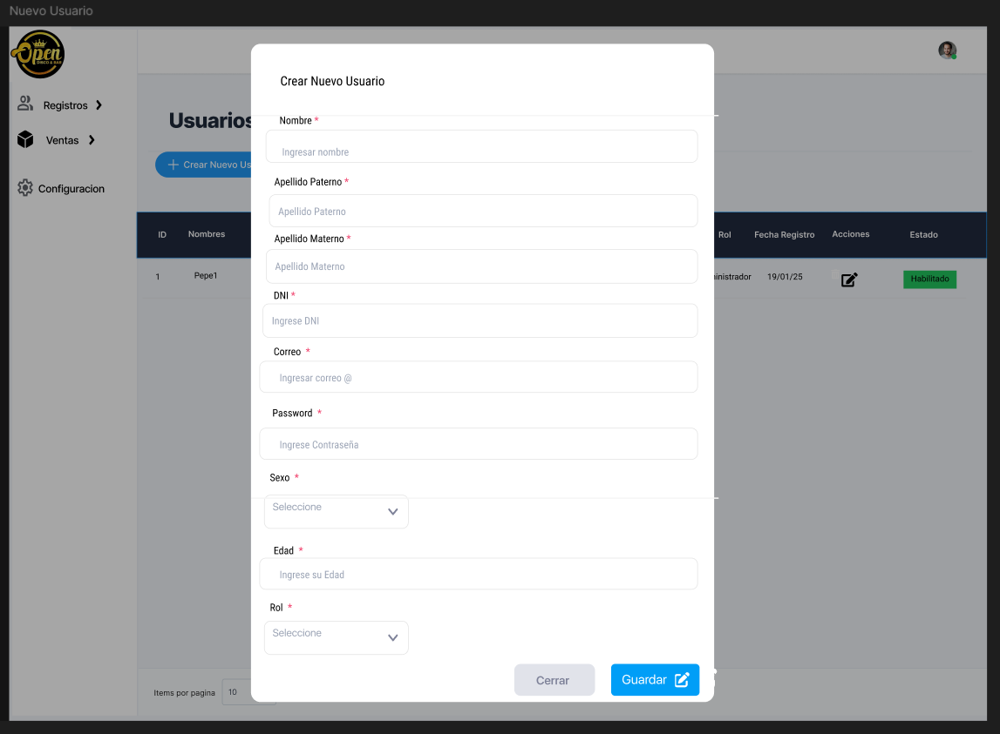 Nuevo Usuario
Open
DISCO & BAR
Registros
Ventas
Configuracion
Usuarios
Crear Nuevo Us
ID Nombres Rol Fecha Registro Acciones Estado
1 Pepe1 inistrador 19/01/25 Habilitado
Items por pagina 10
Crear Nuevo Usuario
Nombre *
Ingresar nombre
Apellido Paterno *
Apellido Paterno
Apellido Materno *
Apellido Materno
DNI *
Ingrese DNI
Correo *
Ingresar correo @
Password *
Ingrese Contraseña
Sexo *
Seleccione
Edad *
Ingrese su Edad
Rol *
Seleccione
Cerrar Guardar